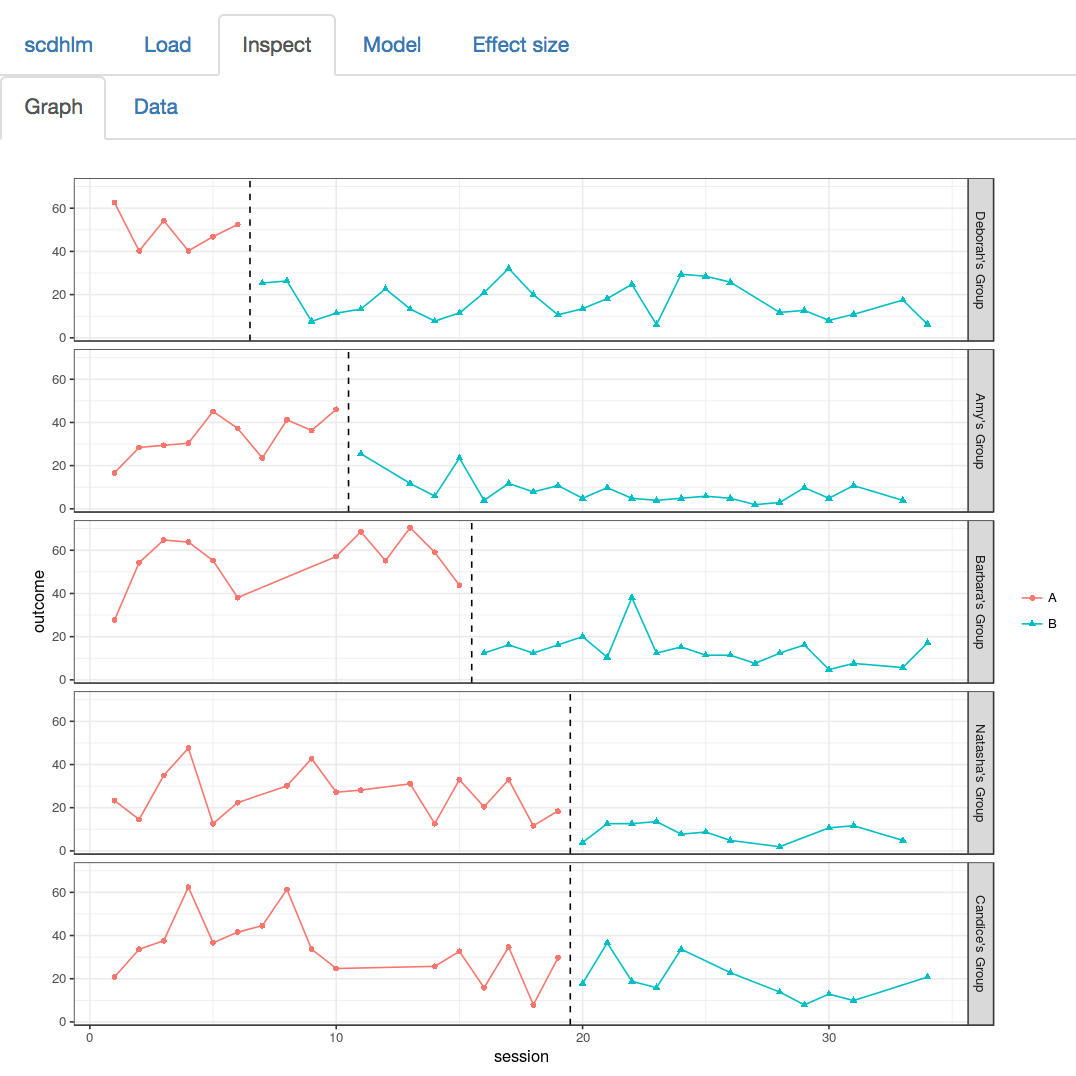 scdhlm Load Inspect Model Effect size
Graph Data
60
40
20
0
Deborah's Group
60
40
20
0
Amy's Group
60
40
20
0
Barbara's Group
outcome
A
B
60
40
20
0
Natasha's Group
60
40
20
0
Candice's Group
0 10 20 30
session